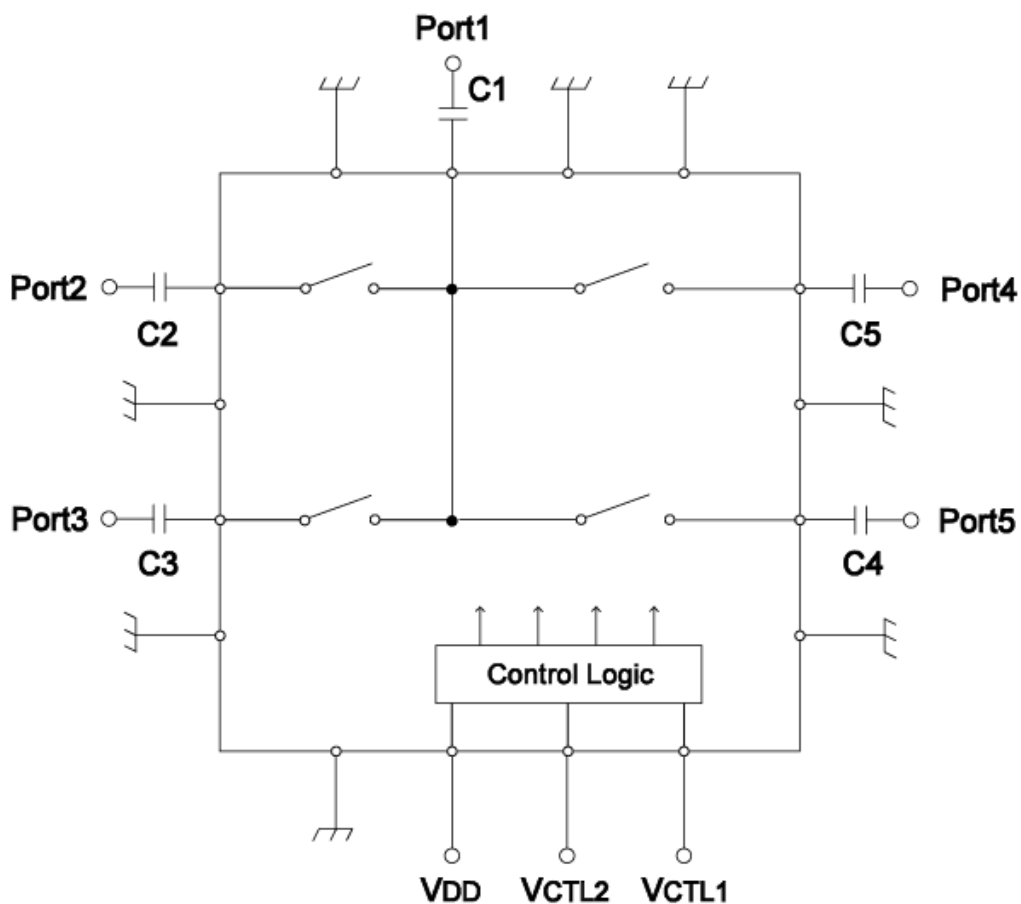 Port1
C1
Port2
Port4
C2
C5
Port3
Port5
C3
C4
Control Logic
VDD
VCTL2
VCTL1